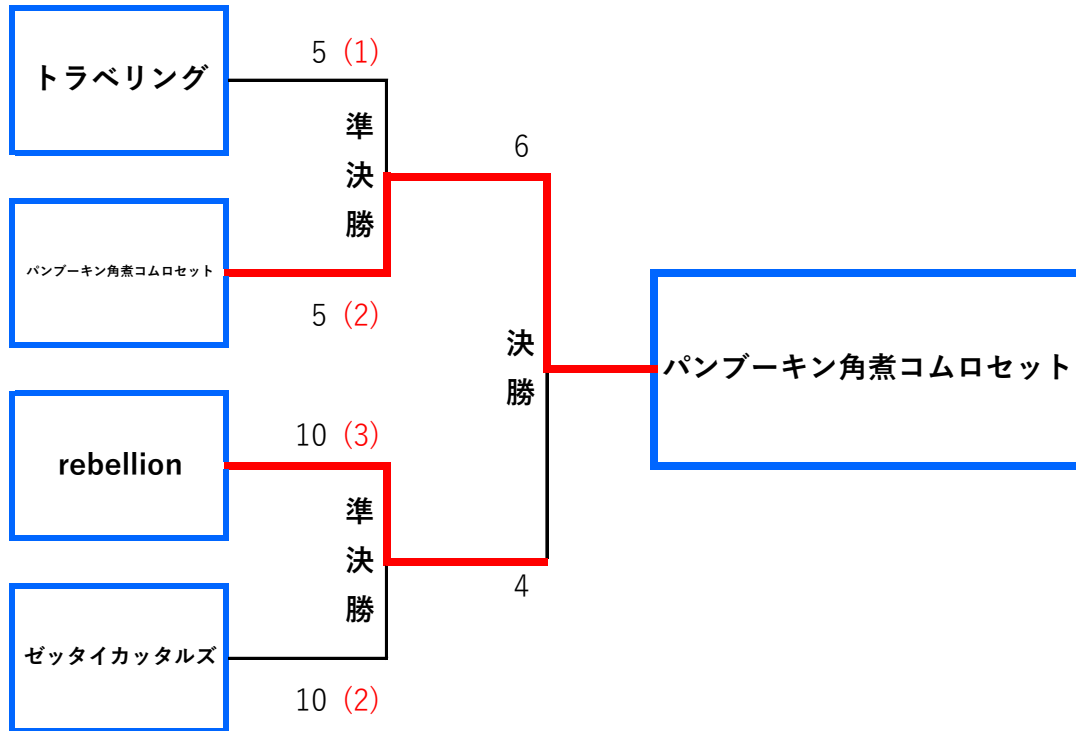 トラベリング
5 (1)
準決勝
パンブーキン角煮コムロセット
5 (2)
6
決勝
パンブーキン角煮コムロセット
rebellion
10 (3)
準決勝
4
ゼッタイカッタルズ
10 (2)